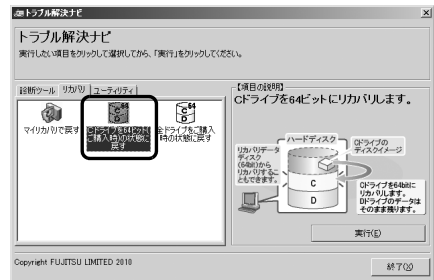 トラブル解決ナビ
トラブル解決ナビ
実行したい項目をクリックして選択してから、「実行」をクリックしてください。
診断ツール リカバリ ユーティリティ
マイリカバリで戻す
Cドライブを64ビット(ご購入時)の状態に戻す
全ドライブをご購入時の状態に戻す
【項目の説明】
Cドライブを64ビットにリカバリします。
ハードディスク
Cドライブの
ディスクイメージ
リカバリデータ
ディスク
(64bit)から
リカバリするこ
ともできます。
C
D
Cドライブを64bitに
リカバリします。
Dドライブのデータは
そのまま残ります。
実行(E)
Copyright FUJITSU LIMITED 2010
終了(X)